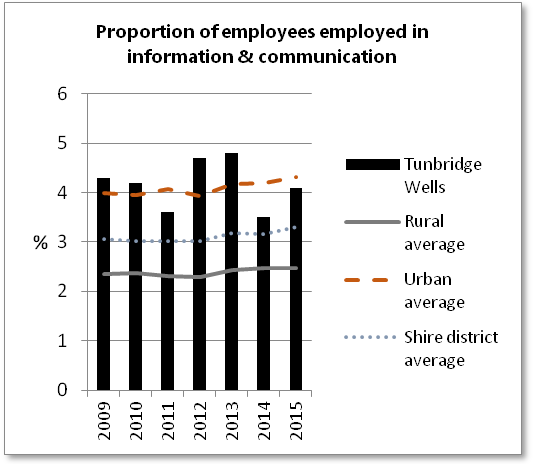 Proportion of employees employed in
information & communication
6
5
4
3
2
1
0
%
2009
2010
2011
2012
2013
2014
2015
Tunbridge
Wells
Rural
average
Urban
average
Shire district
average